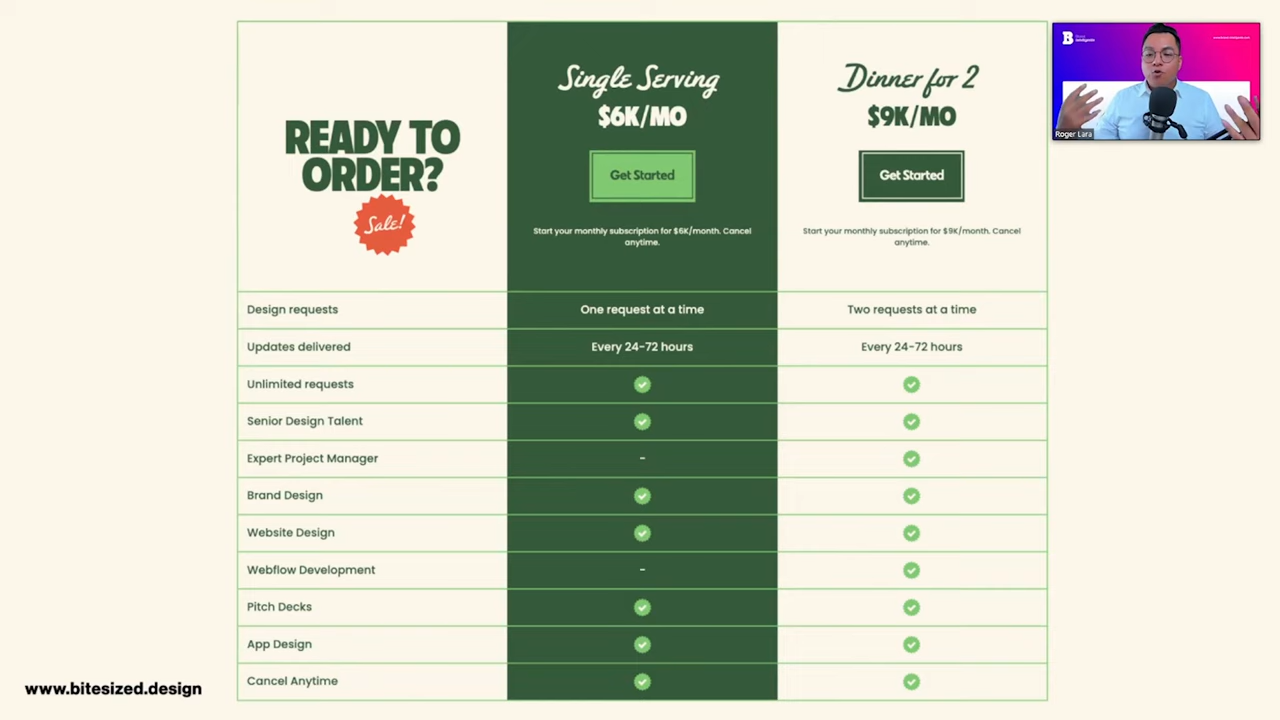 READY TO
ORDER?
Sale!
Single Serving
$6K/MO
Get Started
Start your monthly subscription for $6K/month. Cancel
anytime.
Dinner for 2
$9K/MO
Get Started
Start your monthly subscription for $9K/month. Cancel
anytime.
Design requests One request at a time Two requests at a time
Updates delivered Every 24-72 hours Every 24-72 hours
Unlimited requests
Senior Design Talent
Expert Project Manager - 
Brand Design
Website Design
Webflow Development -
Pitch Decks
App Design
Cancel Anytime
www.bitesized.design
B
Roger Lara